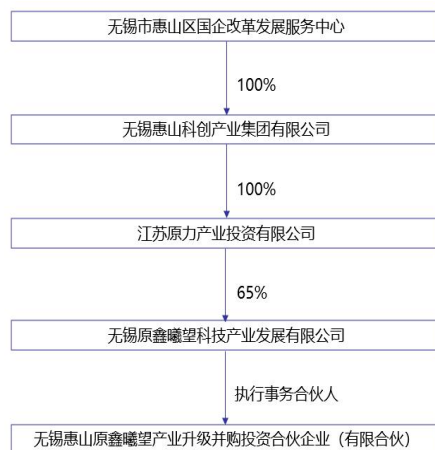 无锡市惠山区国企改革发展服务中心
100%
无锡惠山科创产业集团有限公司
100%
江苏原力产业投资有限公司
65%
无锡原鑫曦望科技产业发展有限公司
执行事务合伙人
无锡惠山原鑫曦望产业升级并购投资合伙企业（有限合伙）